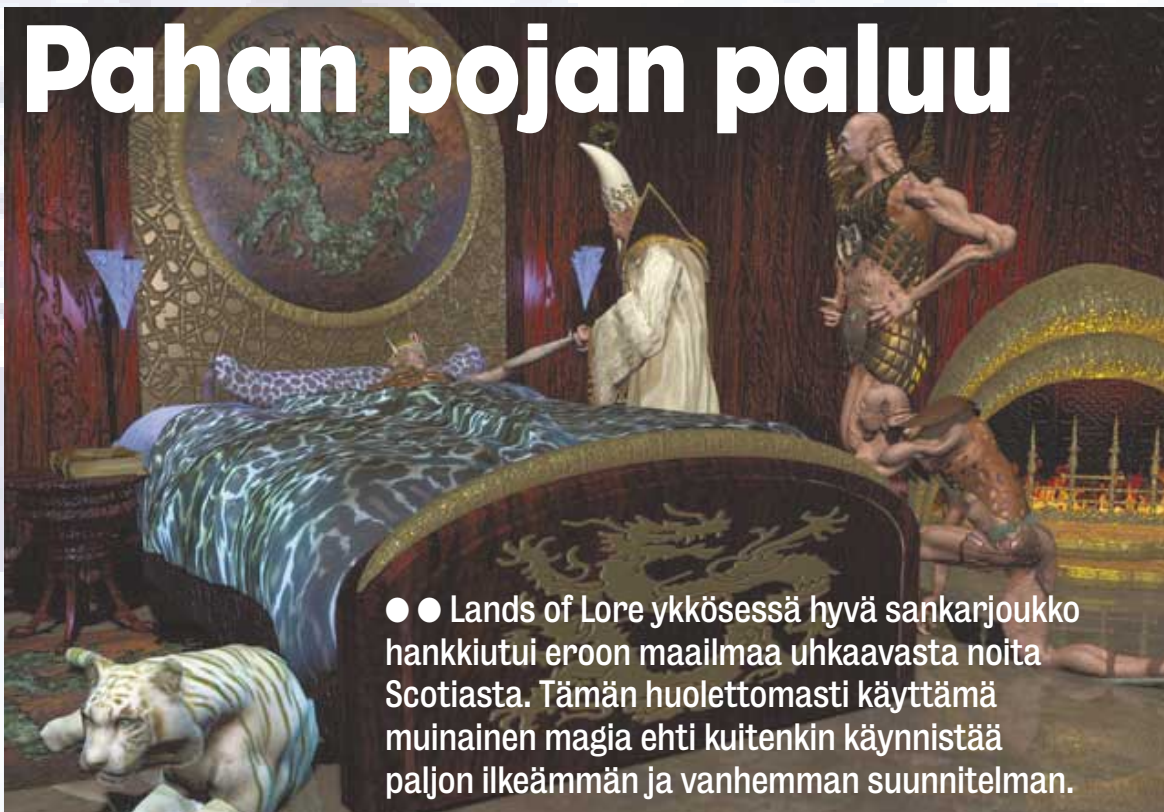 Pahan pojan paluu
●● Lands of Lore ykkösessä hyvä sankarjoukko
hankkiutui eroon maailmaa uhkaavasta noita
Scotiasta. Tämän huolettomasti käyttämä
muinainen magia ehti kuitenkin käynnistää
paljon ilkeämmän ja vanhemman suunnitelman.